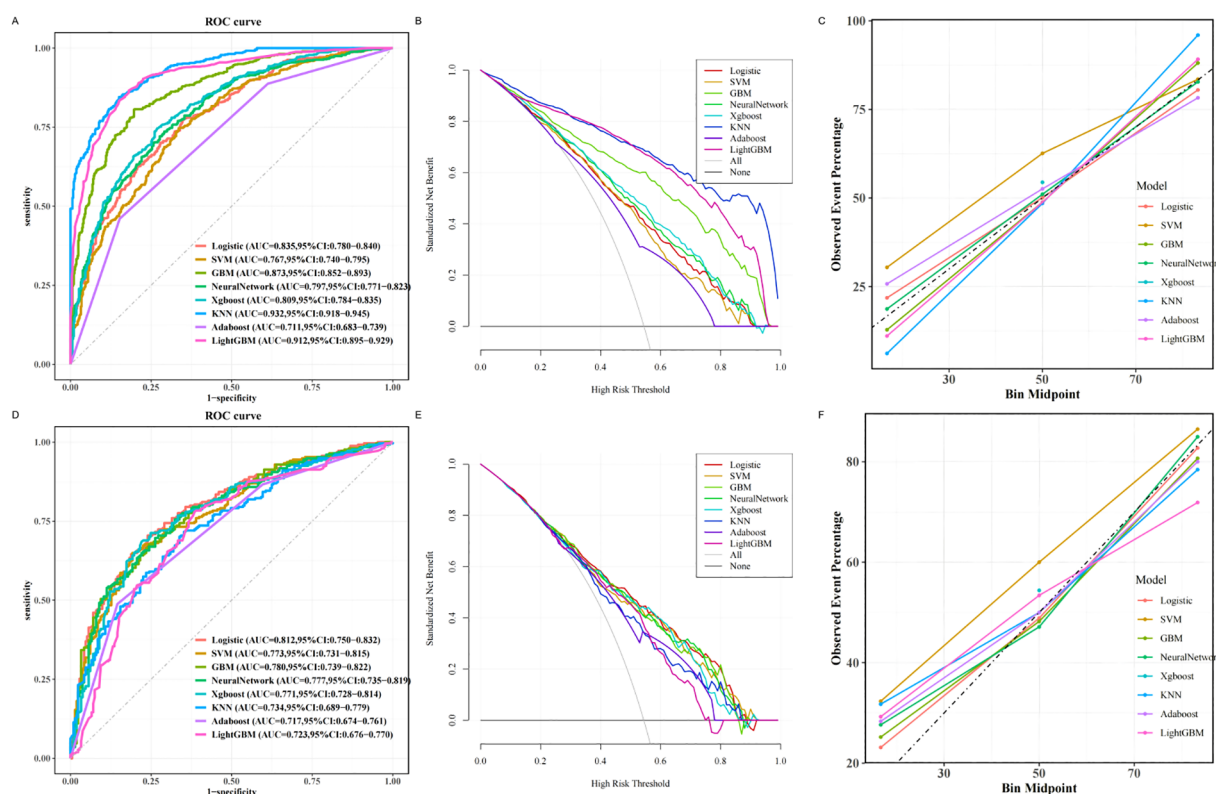 A
ROC curve
1.00
0.75
0.50
0.25
0.00
sensitivity
Logistic (AUC=0.835,95%CI:0.780−0.840)
SVM (AUC=0.767,95%CI:0.740−0.795)
GBM (AUC=0.873,95%CI:0.852−0.893)
NeuralNetwork (AUC=0.797,95%CI:0.771−0.823)
Xgboost (AUC=0.809,95%CI:0.784−0.835)
KNN (AUC=0.932,95%CI:0.918−0.945)
Adaboost (AUC=0.711,95%CI:0.683−0.739)
LightGBM (AUC=0.912,95%CI:0.895−0.929)
0.00 0.25 0.50 0.75 1.00
1−specificity
B
Standardized Net Benefit
1.0
0.8
0.6
0.4
0.2
0.0
Logistic
SVM
GBM
NeuralNetwork
Xgboost
KNN
Adaboost
LightGBM
All
None
0.0 0.2 0.4 0.6 0.8 1.0
High Risk Threshold
C
Observed Event Percentage
100
75
50
25
Model
Logistic
SVM
GBM
NeuralNetwor
Xgboost
KNN
Adaboost
LightGBM
30 50 70
Bin Midpoint
D
ROC curve
1.00
0.75
0.50
0.25
0.00
sensitivity
Logistic (AUC=0.812,95%CI:0.750−0.832)
SVM (AUC=0.773,95%CI:0.731−0.815)
GBM (AUC=0.780,95%CI:0.739−0.822)
NeuralNetwork (AUC=0.777,95%CI:0.735−0.819)
Xgboost (AUC=0.771,95%CI:0.728−0.814)
KNN (AUC=0.734,95%CI:0.689−0.779)
Adaboost (AUC=0.717,95%CI:0.674−0.761)
LightGBM (AUC=0.723,95%CI:0.676−0.770)
0.00 0.25 0.50 0.75 1.00
1−specificity
E
Standardized Net Benefit
1.0
0.8
0.6
0.4
0.2
0.0
Logistic
SVM
GBM
NeuralNetwork
Xgboost
KNN
Adaboost
LightGBM
All
None
0.0 0.2 0.4 0.6 0.8 1.0
High Risk Threshold
F
Observed Event Percentage
80
60
40
20
Model
Logistic
SVM
GBM
NeuralNetwor
Xgboost
KNN
Adaboost
LightGBM
30 50 70
Bin Midpoint